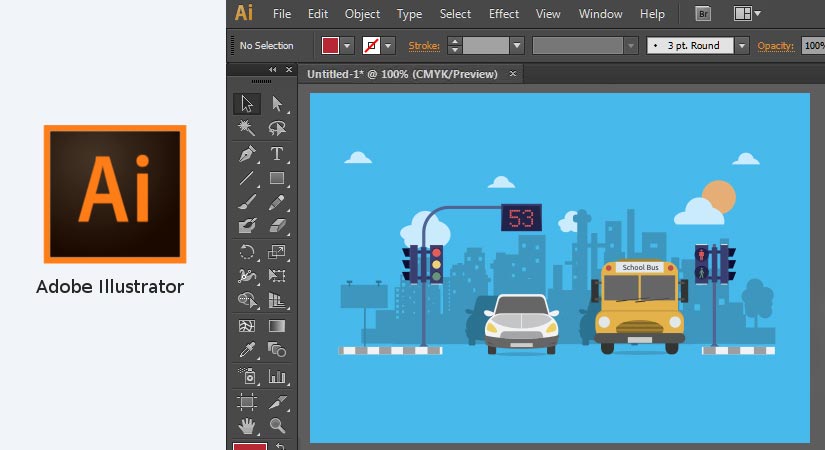 Ai
Adobe Illustrator
Ai File Edit Object Type Select Effect View Window Help Br
No Selection Stroke: 3 pt. Round Opacity: 100%
Untitled-1* @ 100% (CMYK/Preview)
T
53
School Bus